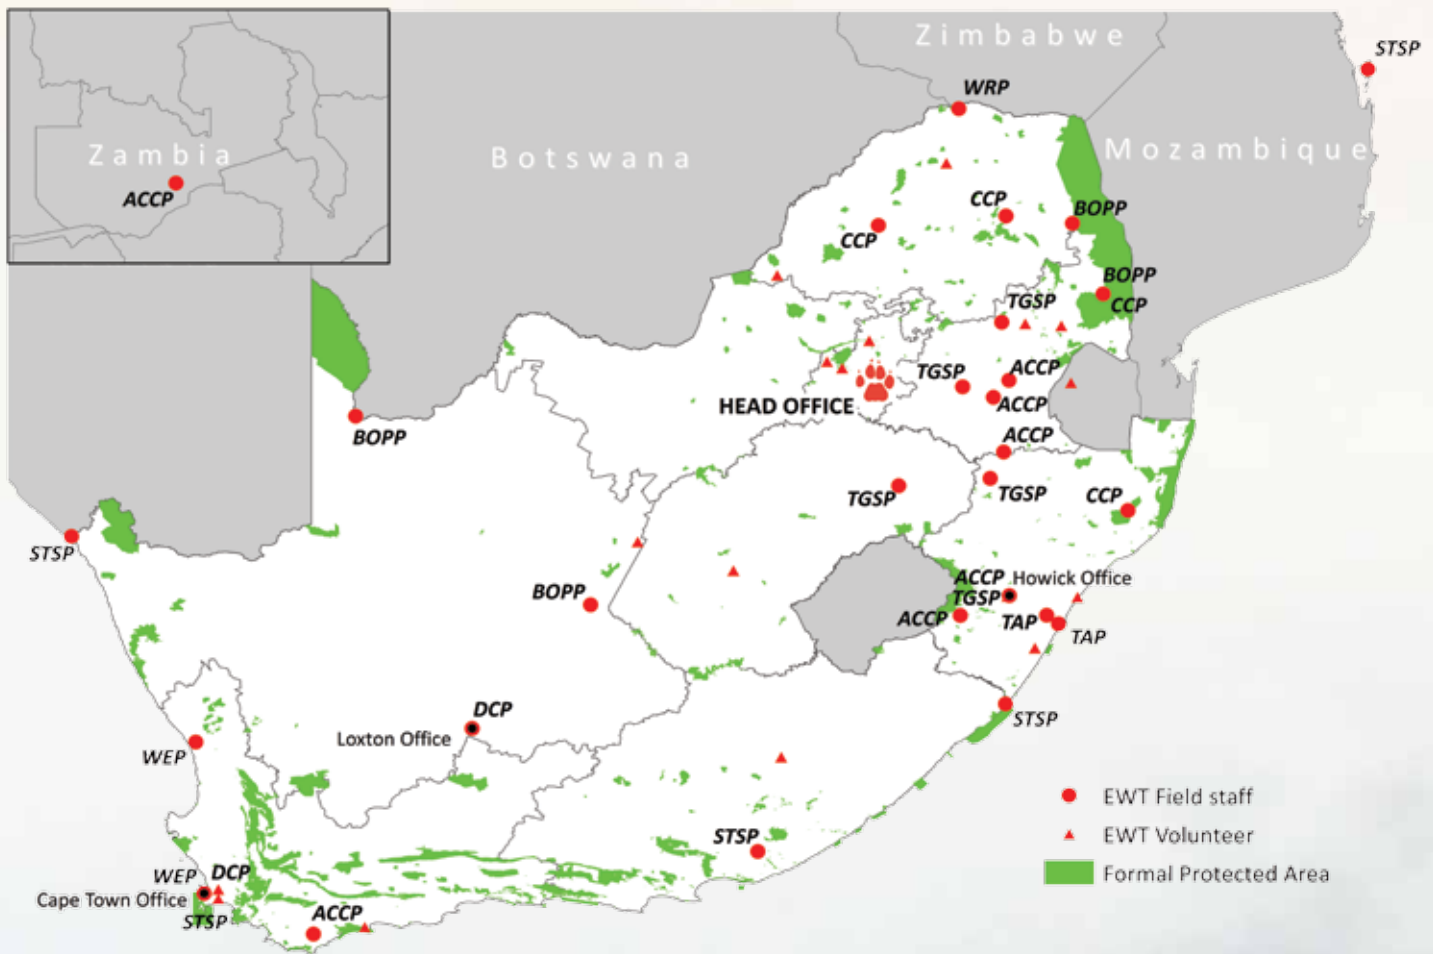 Zimbabwe
STSP
WRP
Zambia
Botswana
Mozambique
ACCP
CCP
BOPP
CCP
BOPP
CCP
TGSP
TGSP
ACCP
ACCP
HEAD OFFICE
BOPP
ACCP
TGSP
TGSP
CCP
STSP
ACCP
Howick Office
BOPP
TGSP
ACCP
TAP
TAP
DCP
STSP
Loxton Office
WEP
EWT Field staff
STSP
EWT Volunteer
WEP
DCP
Formal Protected Area
Cape Town Office
STSP
ACCP